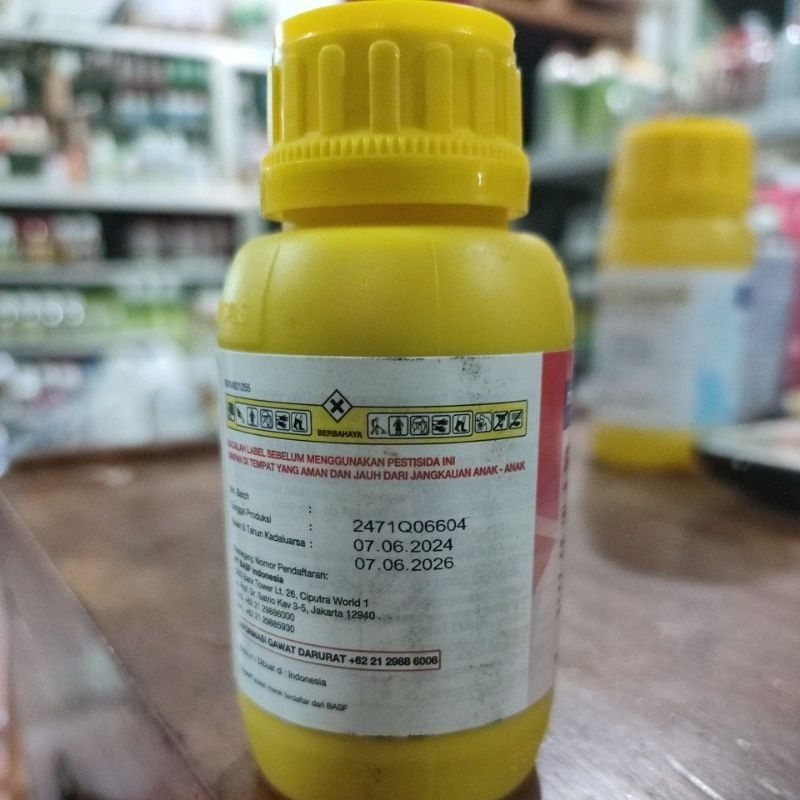 BERBAHAYA
BACALAH LABEL SEBELUM MENGGUNAKAN PESTISIDA INI
SIMPAN DI TEMPAT YANG AMAN DAN JAUH DARI JANGKAUAN ANAK - ANAK
No. Batch :
Tanggal Produksi :
Bulan & Tahun Kadaluarsa :
2471Q06604
07.06.2024
07.06.2026
Pemegang Nomor Pendaftaran:
PT BASF Indonesia
Tower Lt. 26, Ciputra World 1
Jl. Prof. Dr. Satrio Kav 3-5, Jakarta 12940
+62 21 29886000
+62 21 29885930
INFORMASI GAWAT DARURAT +62 21 2988 6006
/ Dibuat di : Indonesia
merek terdaftar dari BASF